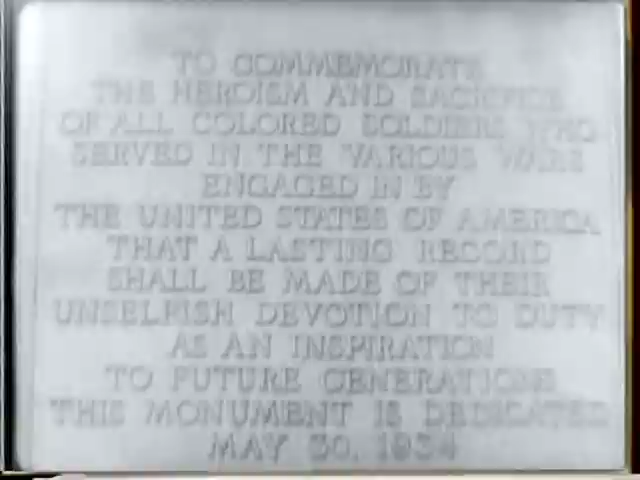 TO COMMEMORATE
THE HEROISM AND SACRIFICE
OF ALL COLORED SOLDIERS WHO
SERVED IN THE VARIOUS WARS
ENGAGED IN BY
THE UNITED STATES OF AMERICA
THAT A LASTING RECORD
SHALL BE MADE OF THEIR
UNSELFISH DEVOTION TO DUTY
AS AN INSPIRATION
TO FUTURE GENERATIONS
THIS MONUMENT IS DEDICATED
MAY 30, 1934